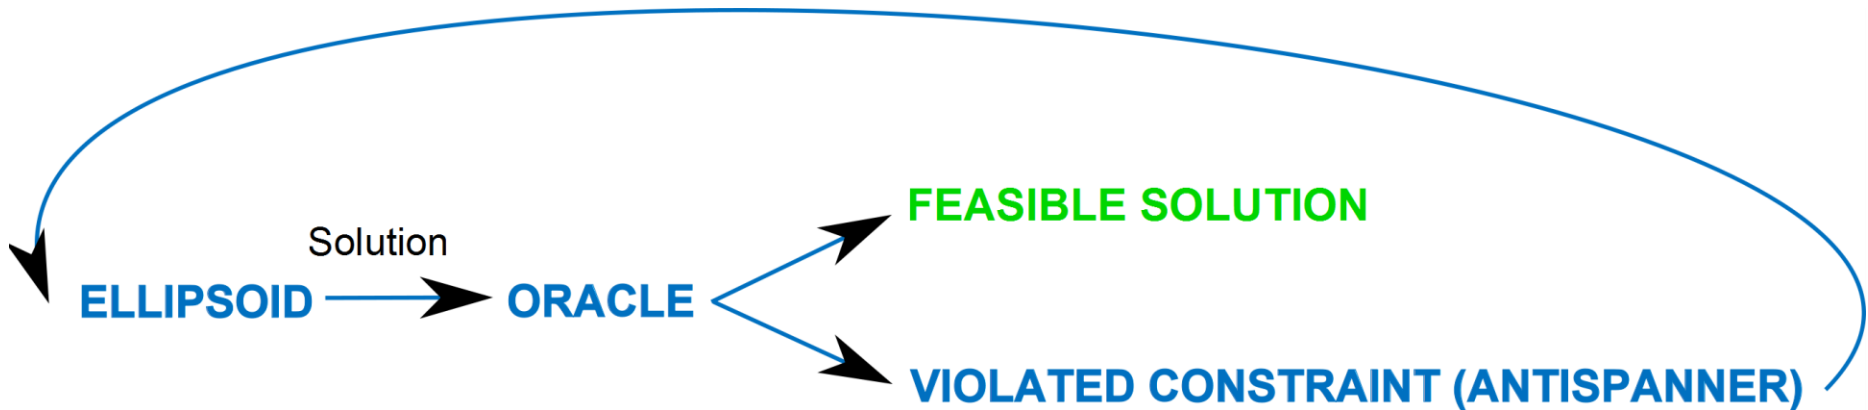 FEASIBLE SOLUTION
Solution
ELLIPSOID
ORACLE
VIOLATED CONSTRAINT (ANTISPANNER)